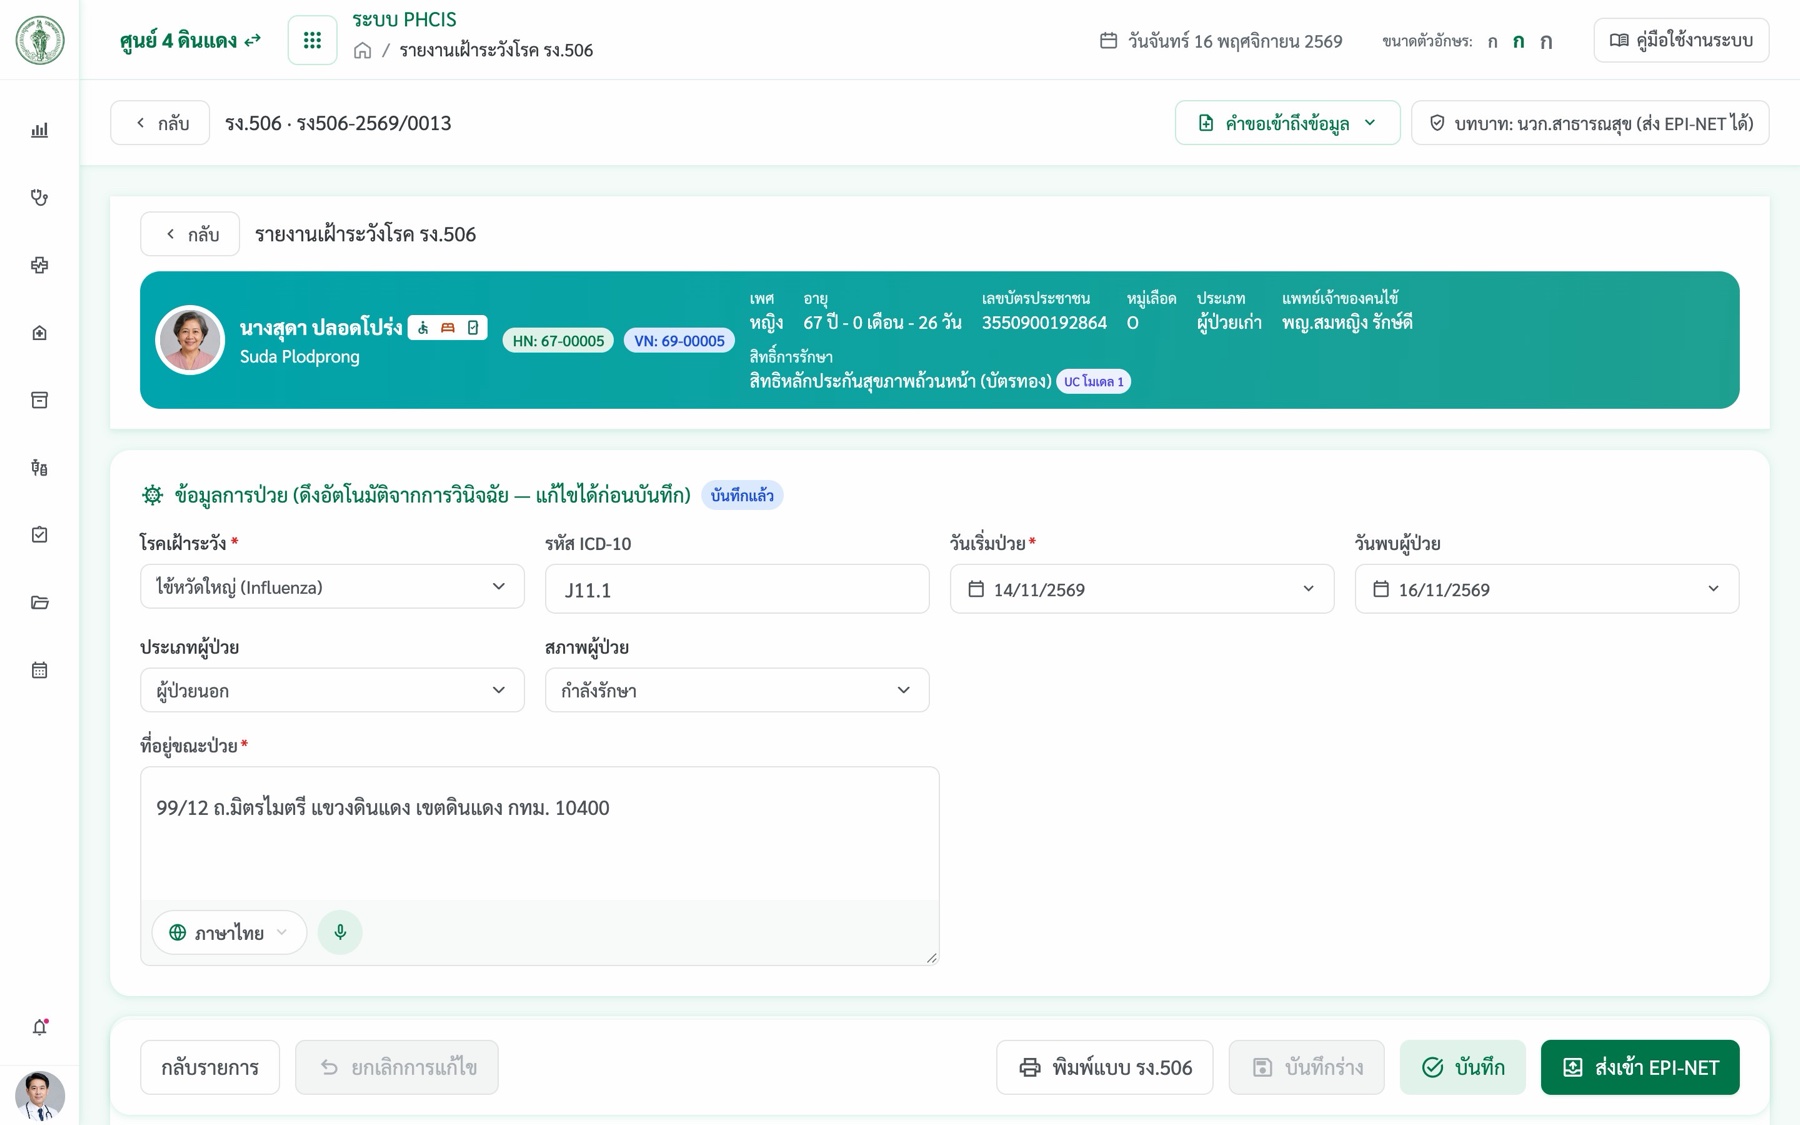 ศูนย์ 4 ดินแดง
ระบบ PHCIS
/ รายงานเฝ้าระวังโรค รง.506
วันจันทร์ 16 พฤศจิกายน 2569
ขนาดตัวอักษร: ก ก ก
คู่มือใช้งานระบบ
กลับ
รง.506 · รง506-2569/0013
คำขอเข้าถึงข้อมูล
บทบาท: นวก.สาธารณสุข (ส่ง EPI-NET ได้)
กลับ
รายงานเฝ้าระวังโรค รง.506
นางสุดา ปลอดโปร่ง
Suda Plodprong
HN: 67-00005
VN: 69-00005
เพศ
หญิง
อายุ
67 ปี - 0 เดือน - 26 วัน
เลขบัตรประชาชน
3550900192864
หมู่เลือด
O
ประเภท
ผู้ป่วยเก่า
แพทย์เจ้าของคนไข้
พญ.สมหญิง รักษ์ดี
สิทธิ์การรักษา
สิทธิหลักประกันสุขภาพถ้วนหน้า (บัตรทอง) UC โมเดล 1
ข้อมูลการป่วย (ดึงอัตโนมัติจากการวินิจฉัย — แก้ไขได้ก่อนบันทึก) บันทึกแล้ว
โรคเฝ้าระวัง *
ไข้หวัดใหญ่ (Influenza)
รหัส ICD-10
J11.1
วันเริ่มป่วย *
14/11/2569
วันพบผู้ป่วย
16/11/2569
ประเภทผู้ป่วย
ผู้ป่วยนอก
สภาพผู้ป่วย
กำลังรักษา
ที่อยู่ขณะป่วย *
99/12 ถ.มิตรไมตรี แขวงดินแดง เขตดินแดง กทม. 10400
ภาษาไทย
กลับรายการ
ยกเลิกการแก้ไข
พิมพ์แบบ รง.506
บันทึกร่าง
บันทึก
ส่งเข้า EPI-NET